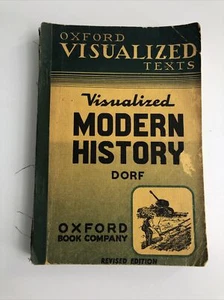 OXFORD
VISUALIZED
TEXTS
Visualized
MODERN
HISTORY
DORF
OXFORD
BOOK COMPANY
REVISED EDITION